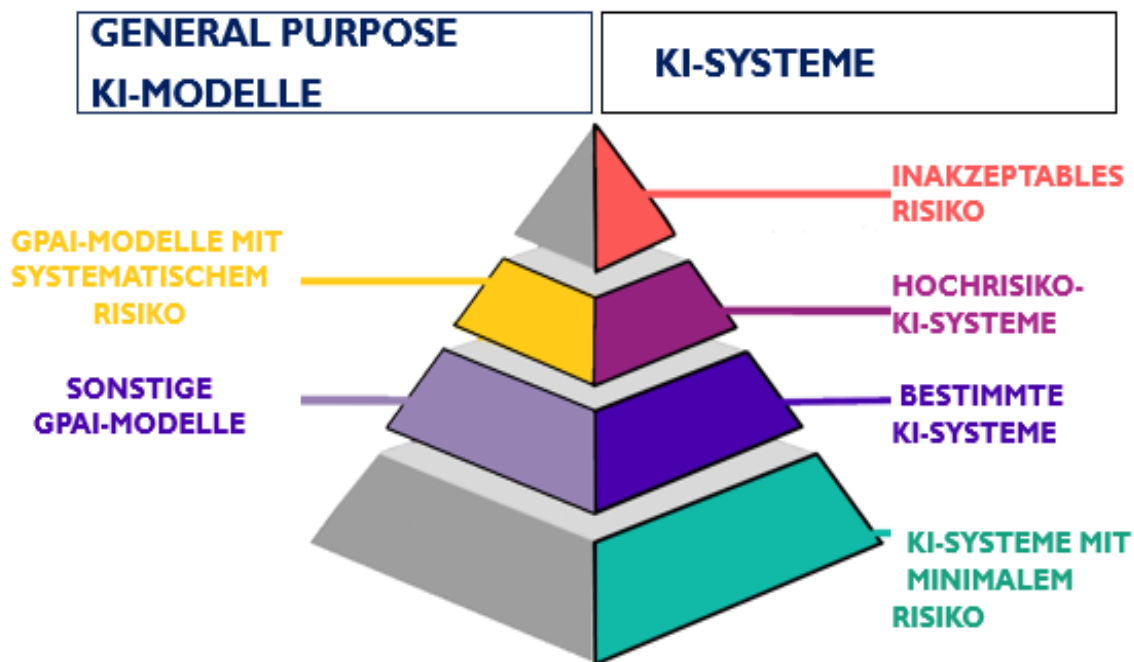 GENERAL PURPOSE
KI-MODELLE
KI-SYSTEME
INAKZEPTABLES
RISIKO
GPAI-MODELLE MIT
SYSTEMATISCHEM
RISIKO
HOCHRISIKO-
KI-SYSTEME
SONSTIGE
GPAI-MODELLE
BESTIMMTE
KI-SYSTEME
KI-SYSTEME MIT
MINIMALEM
RISIKO